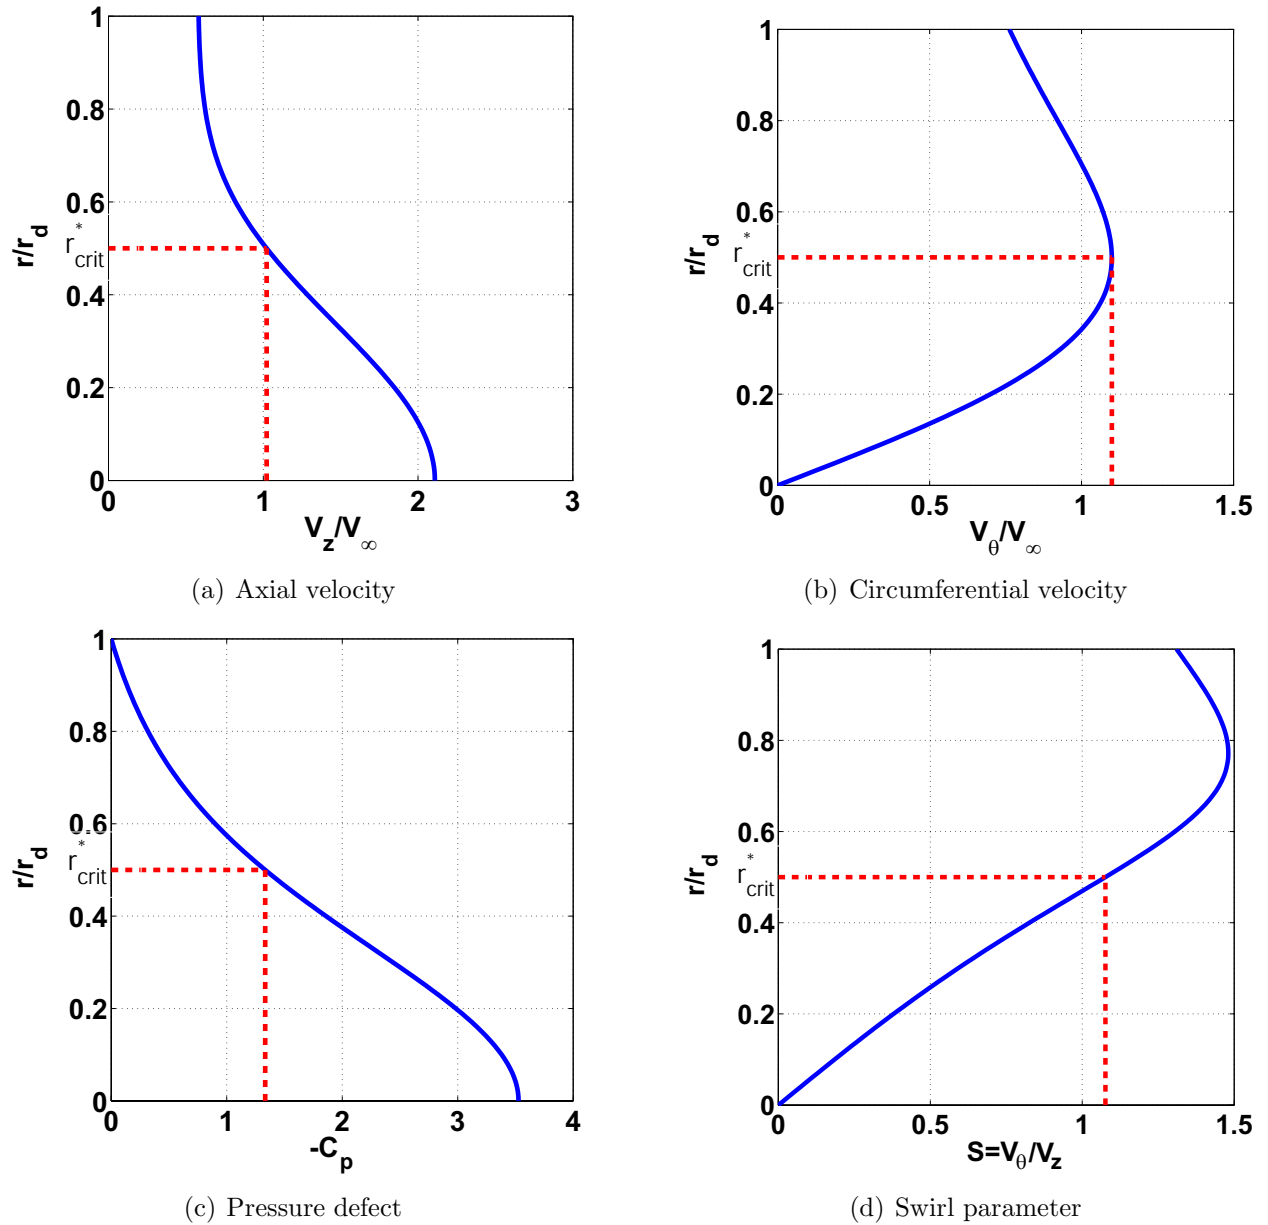 1
0.8
0.6
r*crit
0.4
0.2
0
r/rd
0 1 2 3
Vz/V∞
(a) Axial velocity
1
0.8
0.6
r*crit
0.4
0.2
0
r/rd
0 0.5 1 1.5
Vθ/V∞
(b) Circumferential velocity
1
0.8
0.6
r*crit
0.4
0.2
0
r/rd
0 1 2 3 4
-Cp
(c) Pressure defect
1
0.8
0.6
r*crit
0.4
0.2
0
r/rd
0 0.5 1 1.5
S=Vθ/Vz
(d) Swirl parameter